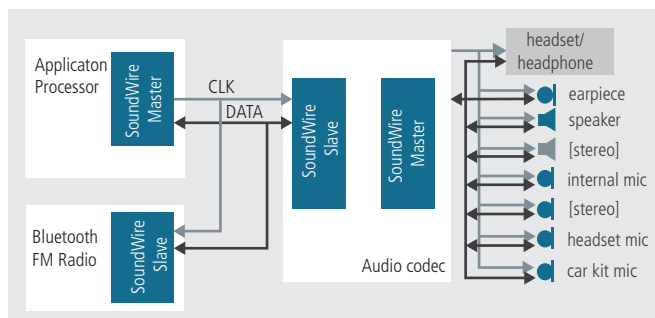 Applicaton
Processor
SoundWire
Master
CLK
DATA
Bluetooth
FM Radio
SoundWire
Slave
SoundWire
Slave
SoundWire
Master
Audio codec
headset/
headphone
earpiece
speaker
[stereo]
internal mic
[stereo]
headset mic
car kit mic